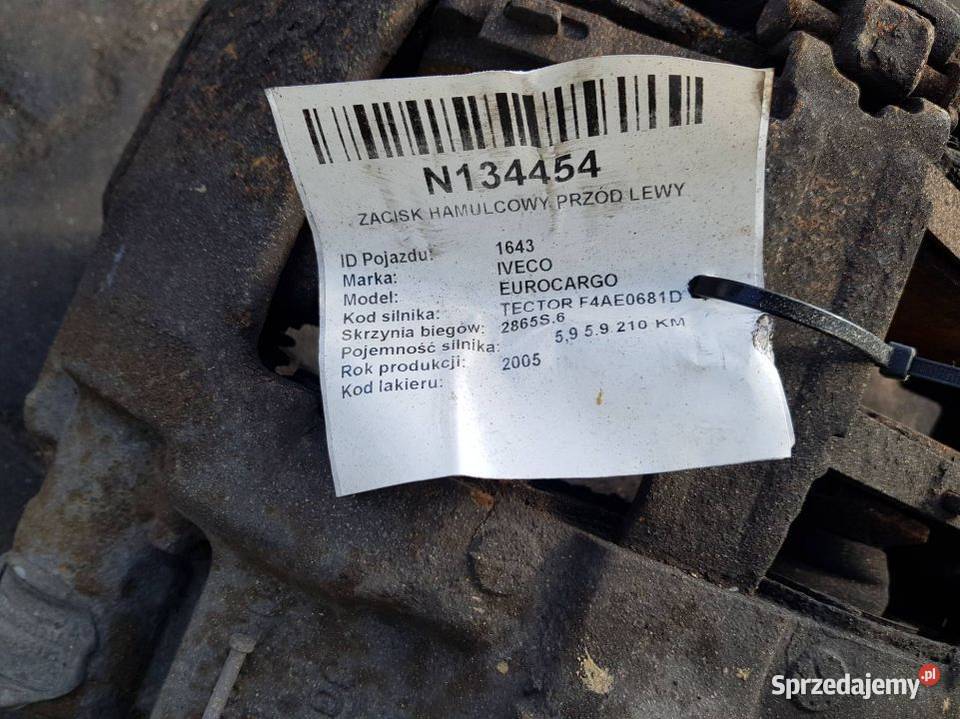 N134454
ZACISK HAMULCOWY PRZÓD LEWY
ID Pojazdu: 1643
Marka: IVECO
Model: EUROCARGO
Kod silnika: TECTOR F4AE0681D
Skrzynia biegów: 2865S.6
Pojemność silnika: 5,9 5.9 210 KM
Rok produkcji: 2005
Kod lakieru:
Sprzedajemy.pl